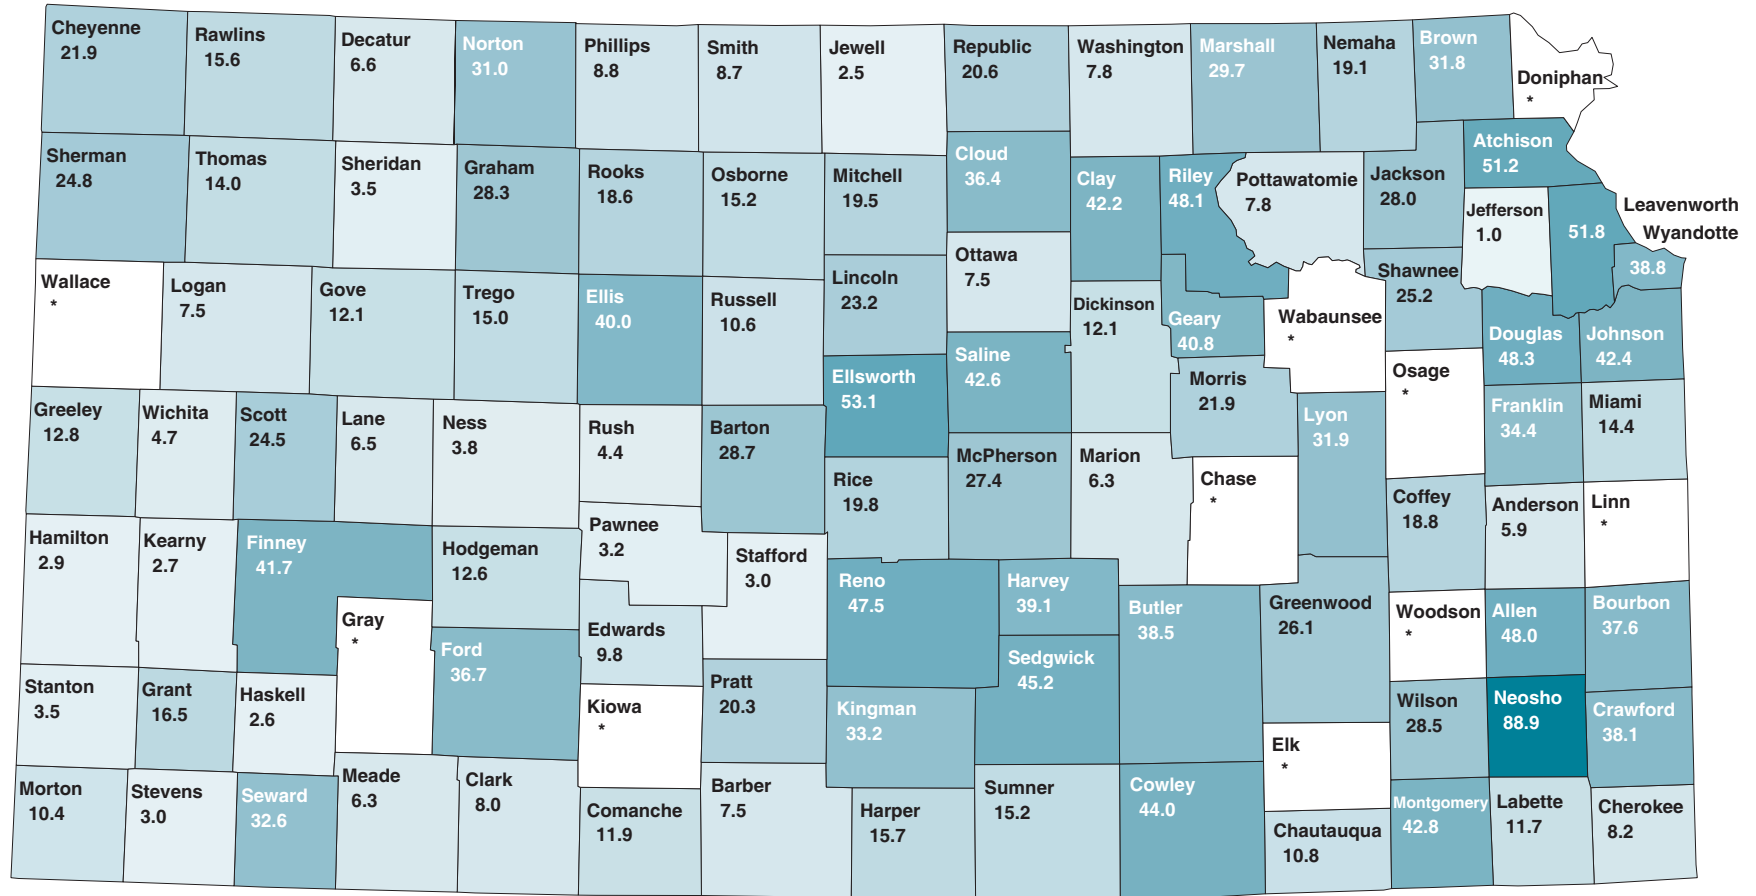 Cheyenne
21.9
Rawlins
15.6
Decatur
6.6
Norton
31.0
Phillips
8.8
Smith
8.7
Jewell
2.5
Republic
20.6
Washington
7.8
Marshall
29.7
Nemaha
19.1
Brown
31.8
Doniphan
*
Sherman
24.8
Thomas
14.0
Sheridan
3.5
Graham
28.3
Rooks
18.6
Osborne
15.2
Mitchell
19.5
Cloud
36.4
Clay
42.2
Riley
48.1
Pottawatomie
7.8
Jackson
28.0
Atchison
51.2
Jefferson
1.0
Leavenworth
51.8
Wyandotte
38.8
Wallace
*
Logan
7.5
Gove
12.1
Trego
15.0
Ellis
40.0
Russell
10.6
Lincoln
23.2
Ottawa
7.5
Dickinson
12.1
Geary
40.8
Wabaunsee
*
Shawnee
25.2
Douglas
48.3
Johnson
42.4
Ellsworth
53.1
Saline
42.6
Morris
21.9
Osage
*
Greeley
12.8
Wichita
4.7
Scott
24.5
Lane
6.5
Ness
3.8
Rush
4.4
Barton
28.7
Rice
19.8
McPherson
27.4
Marion
6.3
Chase
*
Lyon
31.9
Franklin
34.4
Miami
14.4
Coffey
18.8
Anderson
5.9
Linn
*
Hamilton
2.9
Kearny
2.7
Finney
41.7
Hodgeman
12.6
Pawnee
3.2
Stafford
3.0
Reno
47.5
Harvey
39.1
Butler
38.5
Greenwood
26.1
Woodson
*
Allen
48.0
Bourbon
37.6
Gray
*
Ford
36.7
Edwards
9.8
Sedgwick
45.2
Stanton
3.5
Grant
16.5
Haskell
2.6
Kiowa
*
Pratt
20.3
Kingman
33.2
Elk
*
Wilson
28.5
Neosho
88.9
Crawford
38.1
Morton
10.4
Stevens
3.0
Seward
32.6
Meade
6.3
Clark
8.0
Comanche
11.9
Barber
7.5
Harper
15.7
Sumner
15.2
Cowley
44.0
Chautauqua
10.8
Montgomery
42.8
Labette
11.7
Cherokee
8.2